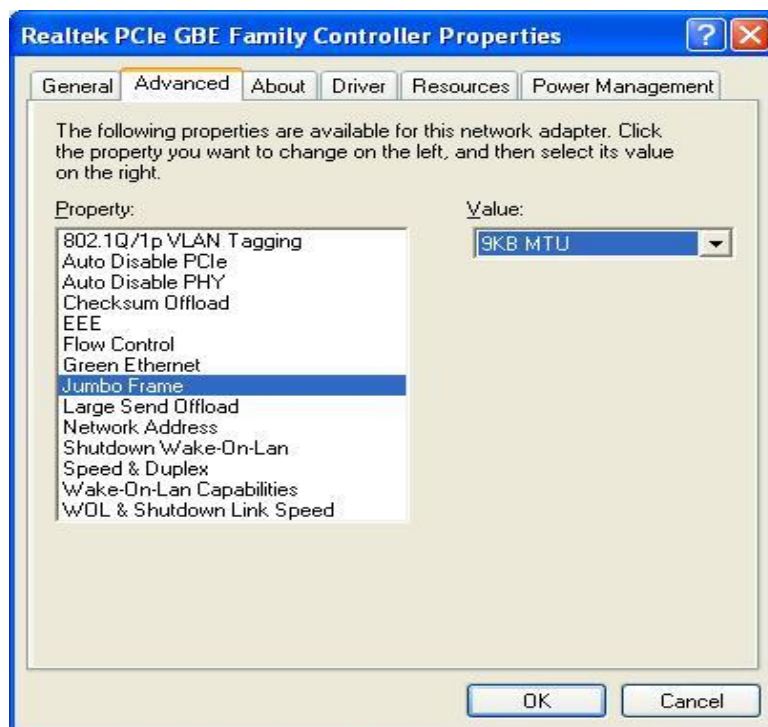 Realtek PCIe GBE Family Controller Properties
General Advanced About Driver Resources Power Management
The following properties are available for this network adapter. Click
the property you want to change on the left, and then select its value
on the right.
Property:
802.1Q/1p VLAN Tagging
Auto Disable PCIe
Auto Disable PHY
Checksum Offload
EEE
Flow Control
Green Ethernet
Jumbo Frame
Large Send Offload
Network Address
Shutdown Wake-On-Lan
Speed & Duplex
Wake-On-Lan Capabilities
WOL & Shutdown Link Speed
Value:
9KB MTU
OK Cancel